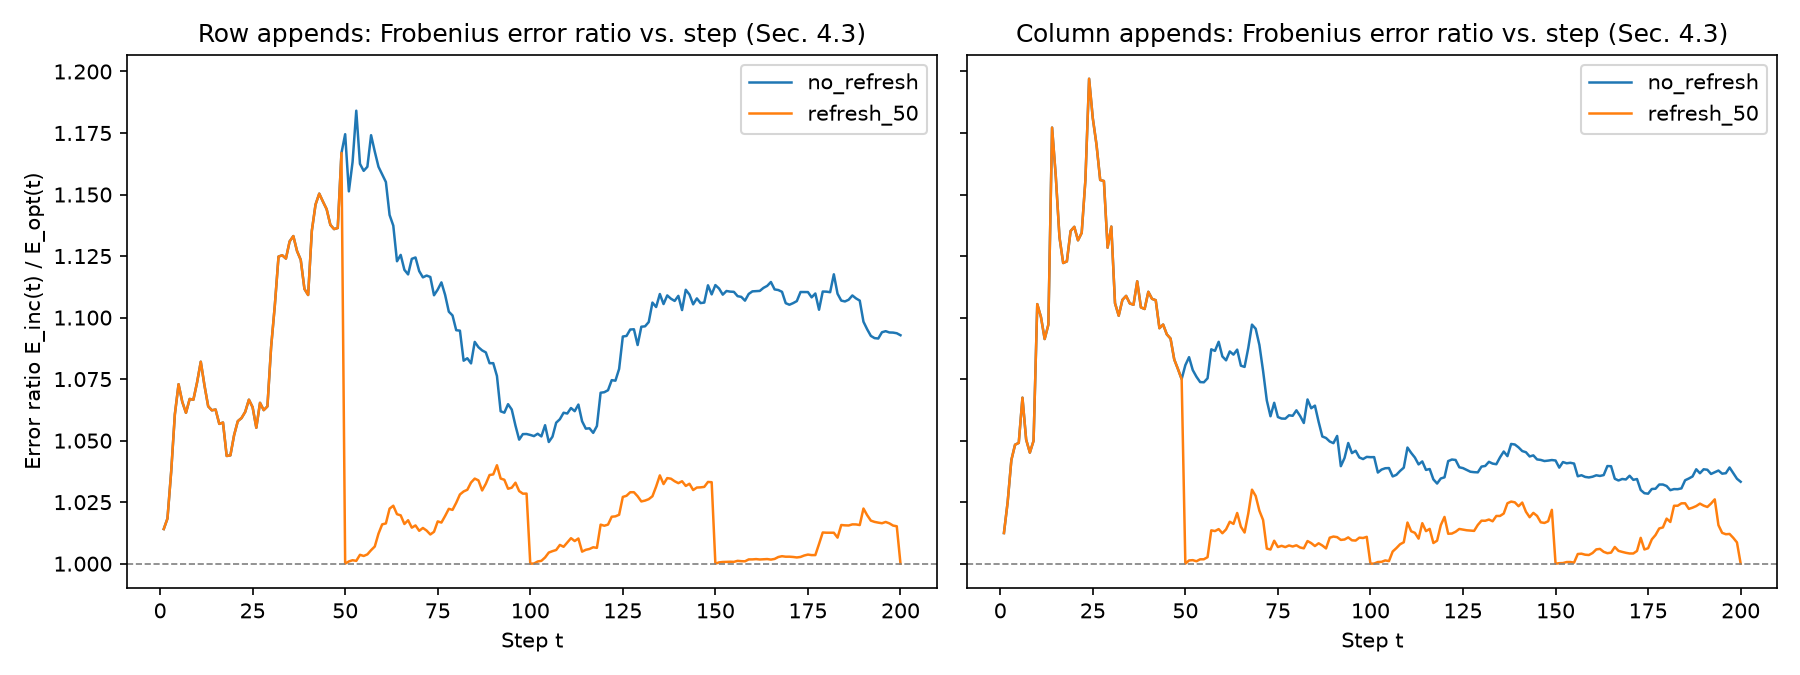 Row appends: Frobenius error ratio vs. step (Sec. 4.3)
Error ratio E_inc(t) / E_opt(t)
1.200
1.175
1.150
1.125
1.100
1.075
1.050
1.025
1.000
no_refresh
refresh_50
0 25 50 75 100 125 150 175 200
Step t
Column appends: Frobenius error ratio vs. step (Sec. 4.3)
no_refresh
refresh_50
0 25 50 75 100 125 150 175 200
Step t